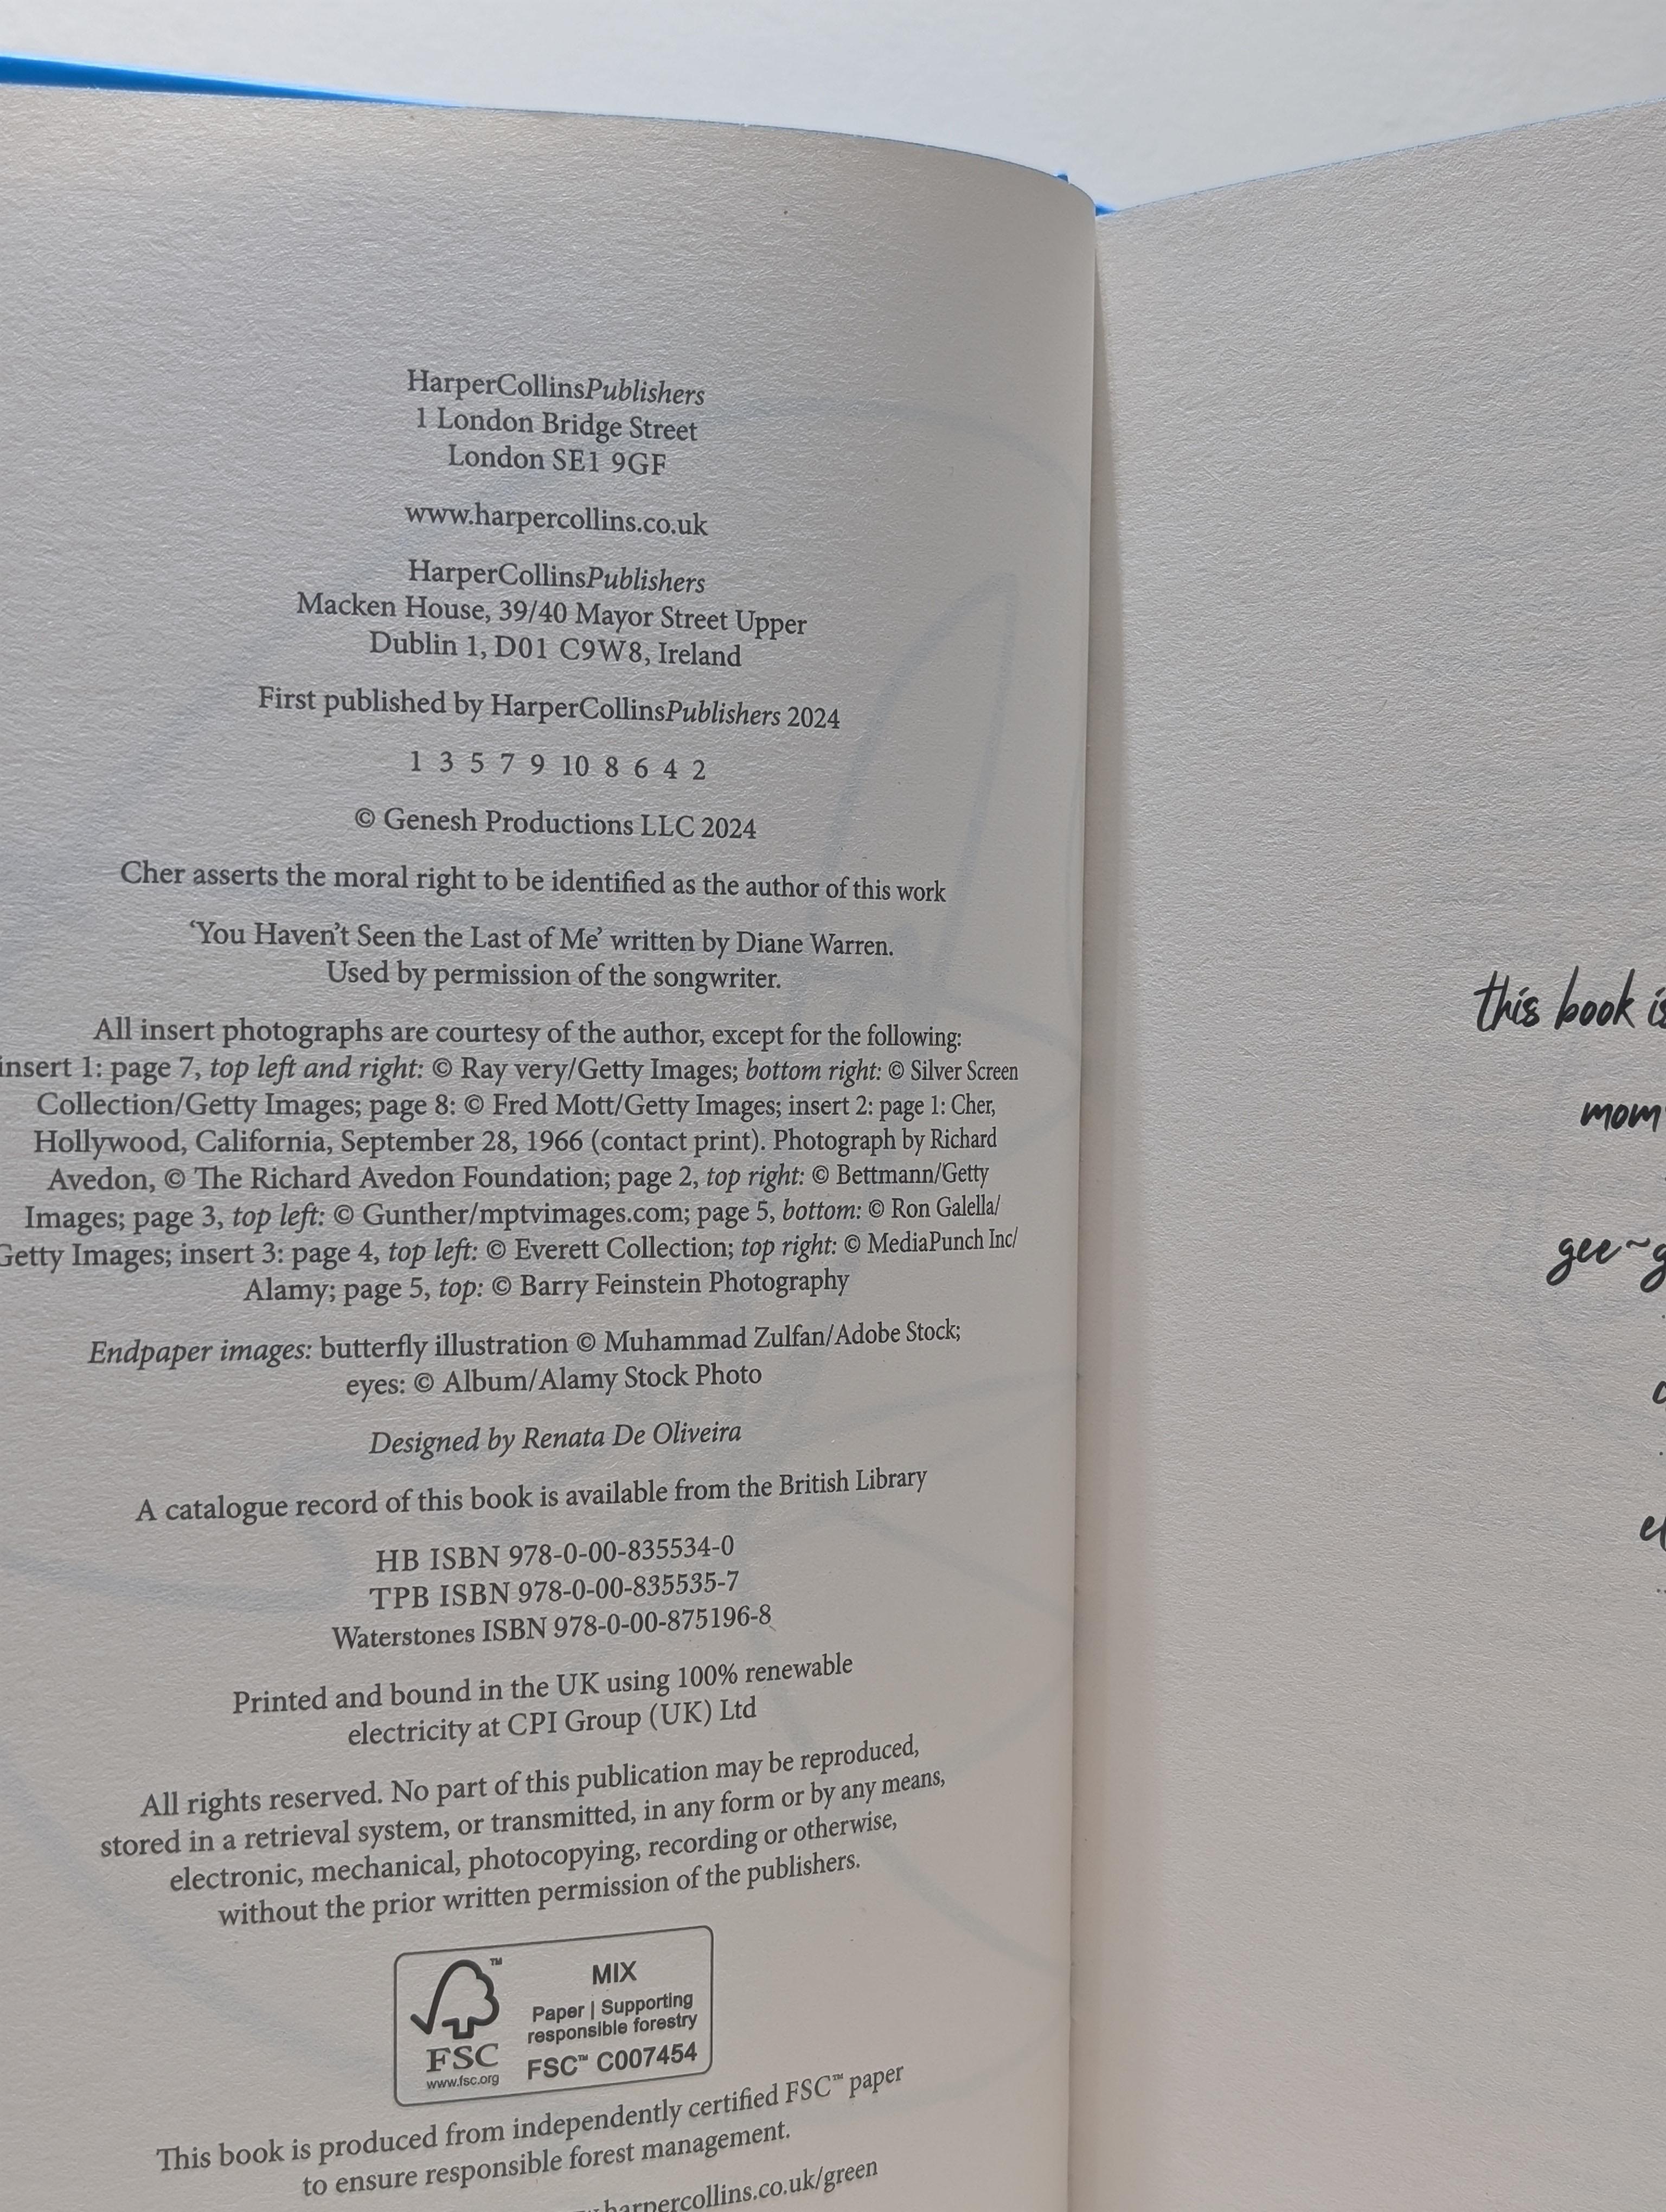 HarperCollinsPublishers
1 London Bridge Street
London SE1 9GF
www.harpercollins.co.uk
HarperCollinsPublishers
Macken House, 39/40 Mayor Street Upper
Dublin 1, D01 C9W8, Ireland
First published by HarperCollinsPublishers 2024
1 3 5 7 9 10 8 6 4 2
© Genesh Productions LLC 2024
Cher asserts the moral right to be identified as the author of this work
‘You Haven’t Seen the Last of Me’ written by Diane Warren.
Used by permission of the songwriter.
All insert photographs are courtesy of the author, except for the following:
insert 1: page 7, top left and right: © Ray very/Getty Images; bottom right: © Silver Screen
Collection/Getty Images; page 8: © Fred Mott/Getty Images; insert 2: page 1: Cher,
Hollywood, California, September 28, 1966 (contact print). Photograph by Richard
Avedon, © The Richard Avedon Foundation; page 2, top right: © Bettmann/Getty
Images; page 3, top left: © Gunther/mptvimages.com; page 5, bottom: © Ron Galella/
Getty Images; insert 3: page 4, top left: © Everett Collection; top right: © MediaPunch Inc/
Alamy; page 5, top: © Barry Feinstein Photography
Endpaper images: butterfly illustration © Muhammad Zulfan/Adobe Stock;
eyes: © Album/Alamy Stock Photo
Designed by Renata De Oliveira
A catalogue record of this book is available from the British Library
HB ISBN 978-0-00-835534-0
TPB ISBN 978-0-00-835535-7
Waterstones ISBN 978-0-00-875196-8
Printed and bound in the UK using 100% renewable
electricity at CPI Group (UK) Ltd
All rights reserved. No part of this publication may be reproduced,
stored in a retrieval system, or transmitted, in any form or by any means,
electronic, mechanical, photocopying, recording or otherwise,
without the prior written permission of the publishers.
FSC™
www.fsc.org
MIX
Paper | Supporting
responsible forestry
FSC™ C007454
This book is produced from independently certified FSC™ paper
to ensure responsible forest management.
harpercollins.co.uk/green
this book is
mom
gee~g